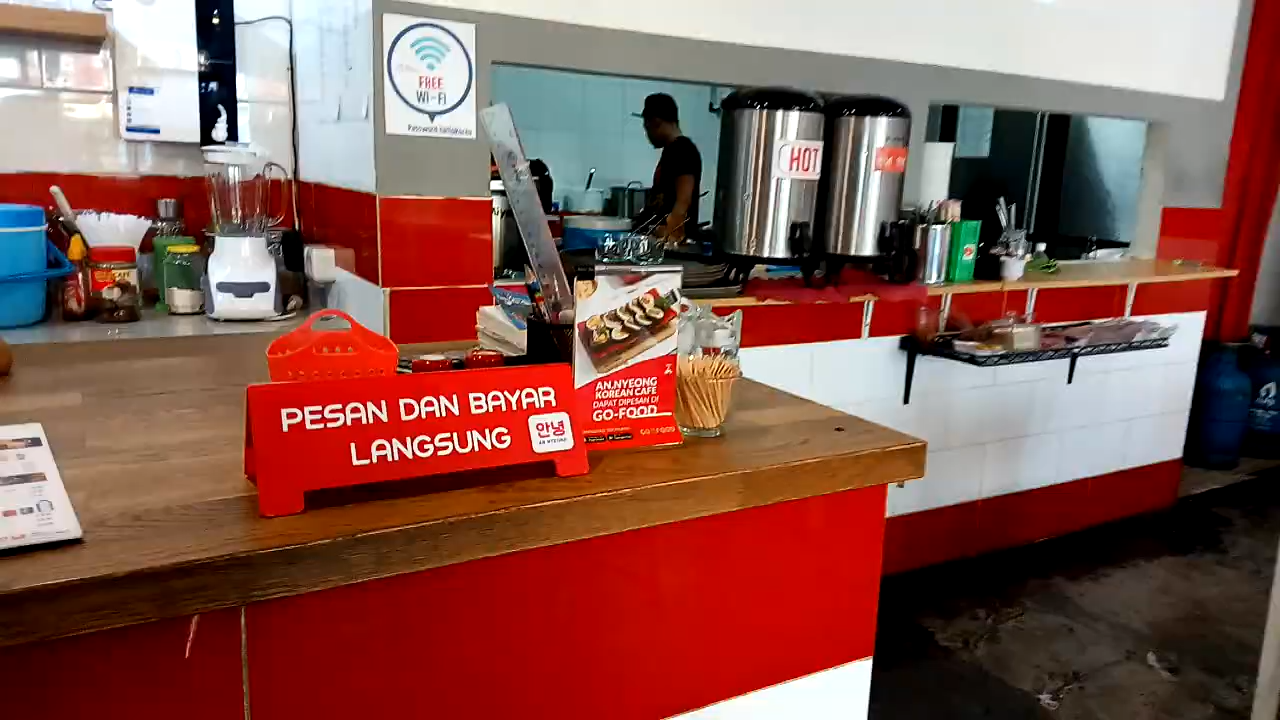 FREE
WI-FI
HOT
PESAN DAN BAYAR
LANGSUNG
안녕
AN.NYEONG
KOREAN CAFE
DAPAT DIPESAN DI
GO-FOOD